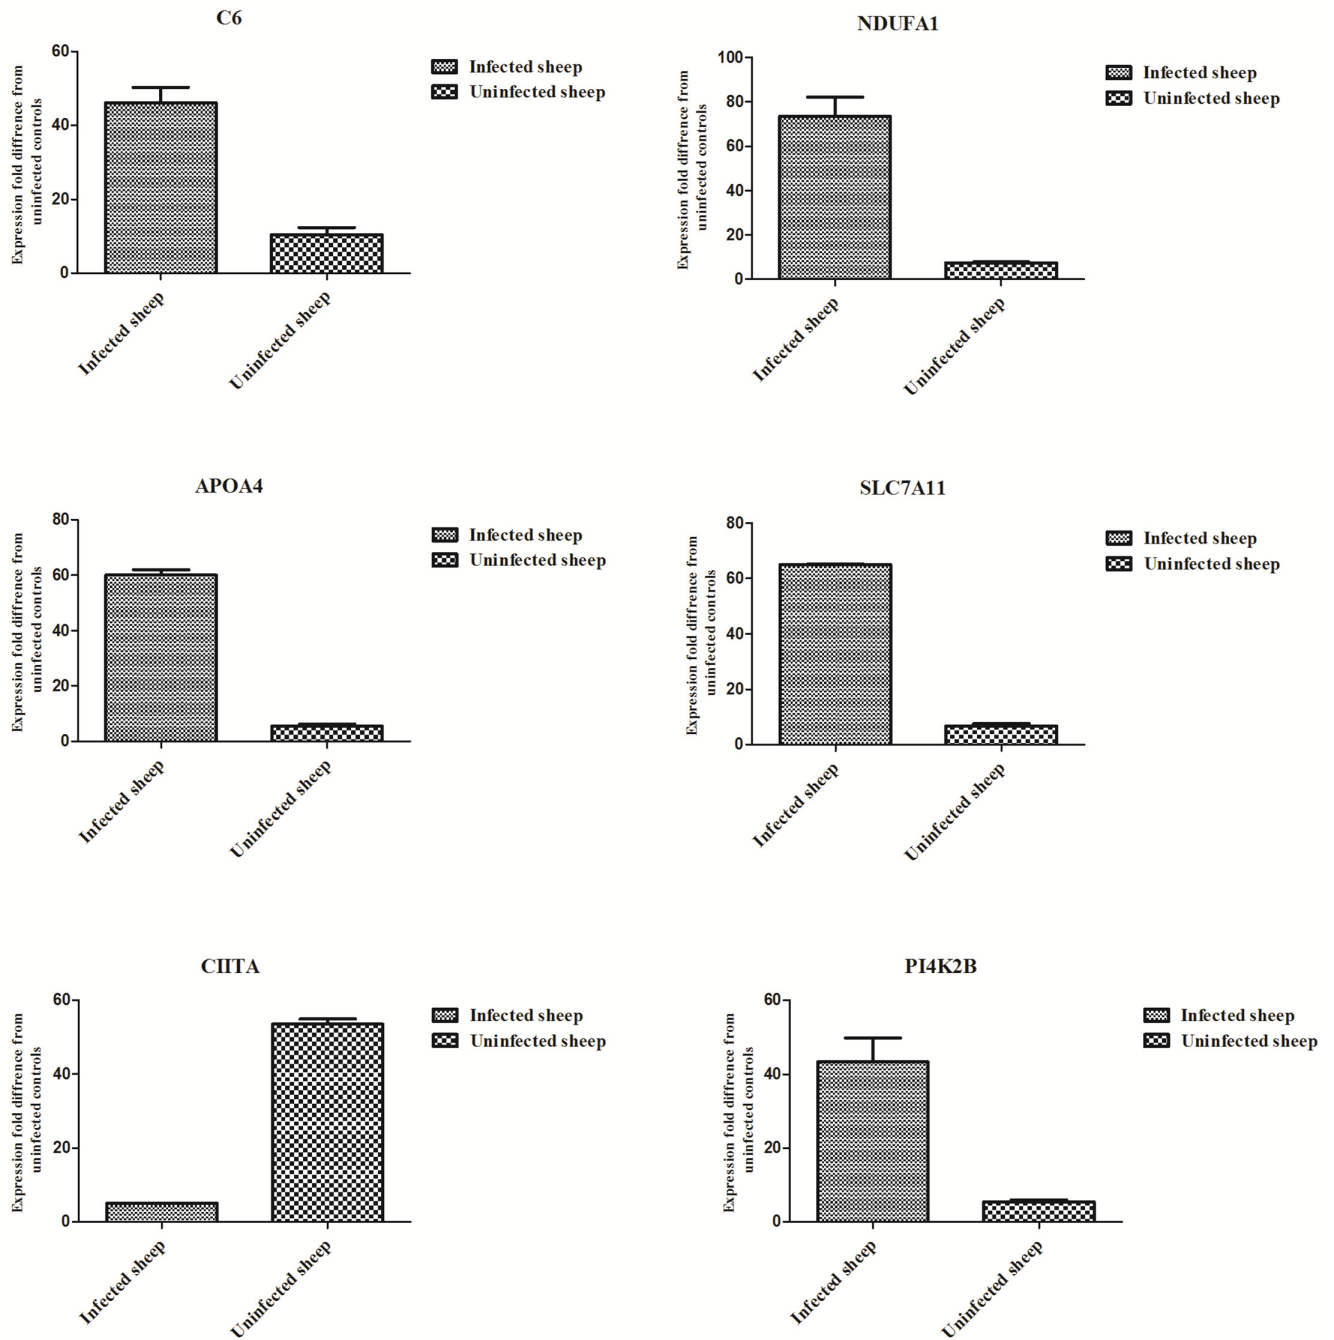 C6
Expression fold diffrence from
uninfected controls
60
40
20
0
Infected sheep
Uninfected sheep
Infected sheep
Uninfected sheep
NDUFA1
Expression fold diffrence from
uninfected controls
100
80
60
40
20
0
Infected sheep
Uninfected sheep
Infected sheep
Uninfected sheep
APOA4
Expression fold diffrence from
uninfected controls
80
60
40
20
0
Infected sheep
Uninfected sheep
Infected sheep
Uninfected sheep
SLC7A11
Expression fold diffrence from
uninfected controls
80
60
40
20
0
Infected sheep
Uninfected sheep
Infected sheep
Uninfected sheep
CIITA
Expression fold diffrence from
uninfected controls
60
40
20
0
Infected sheep
Uninfected sheep
Infected sheep
Uninfected sheep
PI4K2B
Expression fold diffrence from
uninfected controls
60
40
20
0
Infected sheep
Uninfected sheep
Infected sheep
Uninfected sheep